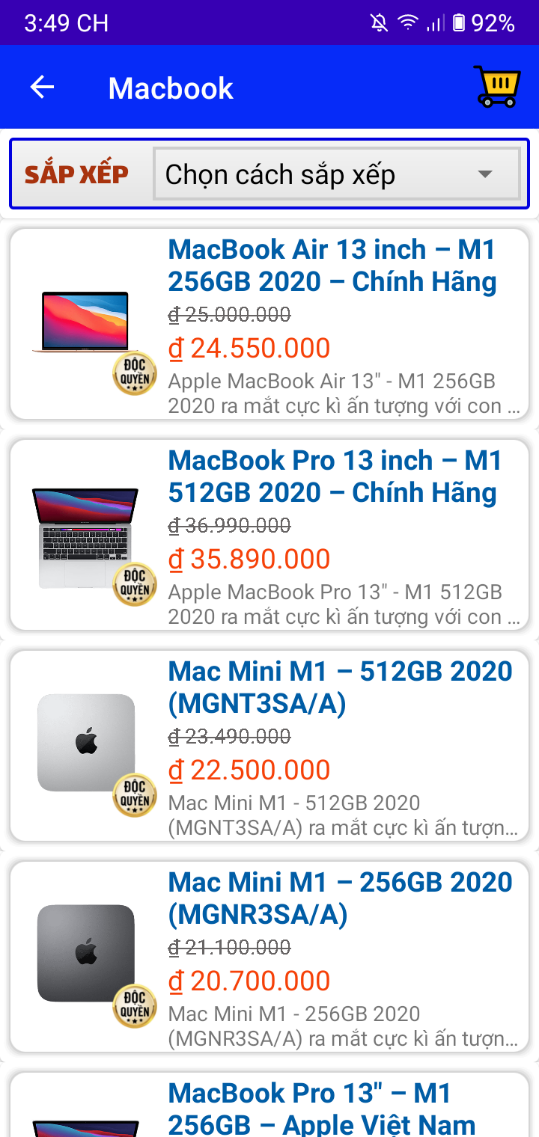 3:49 CH
92%
Macbook
SẮP XẾP
Chọn cách sắp xếp
MacBook Air 13 inch – M1
256GB 2020 – Chính Hãng
₫ 25.000.000
₫ 24.550.000
Apple MacBook Air 13" - M1 256GB
2020 ra mắt cực kì ấn tượng với con ...
ĐỘC
QUYỀN
MacBook Pro 13 inch – M1
512GB 2020 – Chính Hãng
₫ 36.990.000
₫ 35.890.000
Apple MacBook Pro 13" - M1 512GB
2020 ra mắt cực kì ấn tượng với con ...
ĐỘC
QUYỀN
Mac Mini M1 – 512GB 2020
(MGNT3SA/A)
₫ 23.490.000
₫ 22.500.000
Mac Mini M1 - 512GB 2020
(MGNT3SA/A) ra mắt cực kì ấn tượn...
ĐỘC
QUYỀN
Mac Mini M1 – 256GB 2020
(MGNR3SA/A)
₫ 21.100.000
₫ 20.700.000
Mac Mini M1 - 256GB 2020
(MGNR3SA/A) ra mắt cực kì ấn tượn...
ĐỘC
QUYỀN
MacBook Pro 13" – M1
256GB – Apple Việt Nam